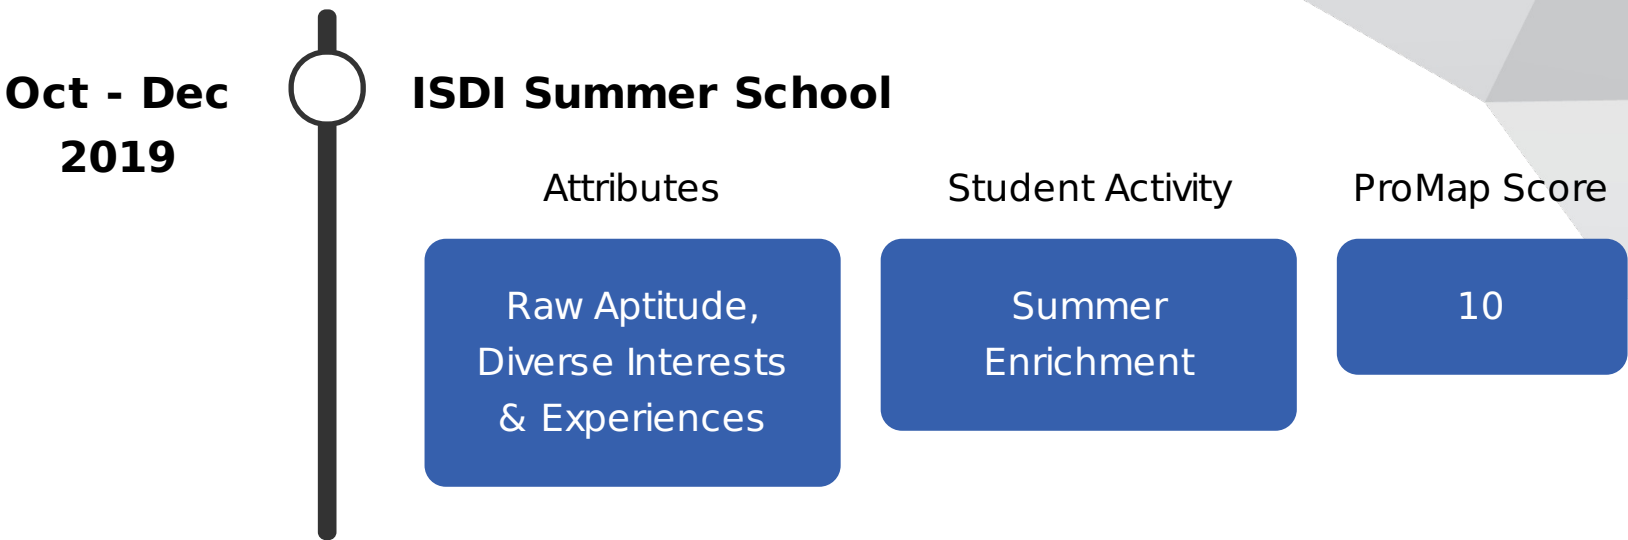 Oct - Dec
2019
ISDI Summer School
Attributes
Student Activity
ProMap Score
Raw Aptitude,
Diverse Interests
& Experiences
Summer
Enrichment
10